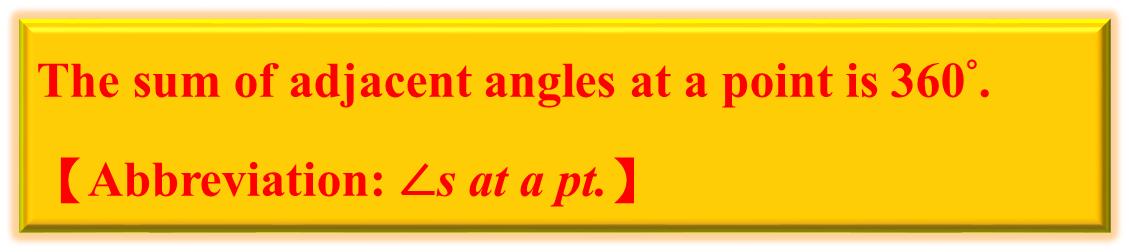 The sum of adjacent angles at a point is 360°.
【Abbreviation: ∠s at a pt.】